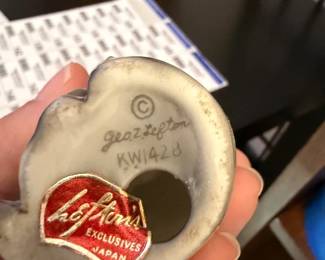 ©
geo Z Lefton
KW142d
Lefton's
EXCLUSIVES
JAPAN